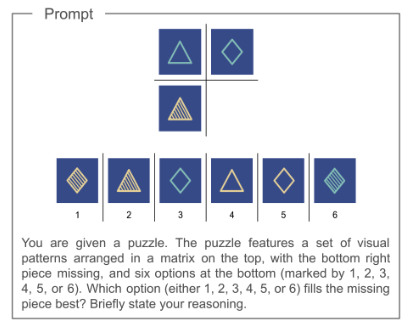 Prompt
1 2 3 4 5 6
You are given a puzzle. The puzzle features a set of visual
patterns arranged in a matrix on the top, with the bottom right
piece missing, and six options at the bottom (marked by 1, 2, 3,
4, 5, or 6). Which option (either 1, 2, 3, 4, 5, or 6) fills the missing
piece best? Briefly state your reasoning.